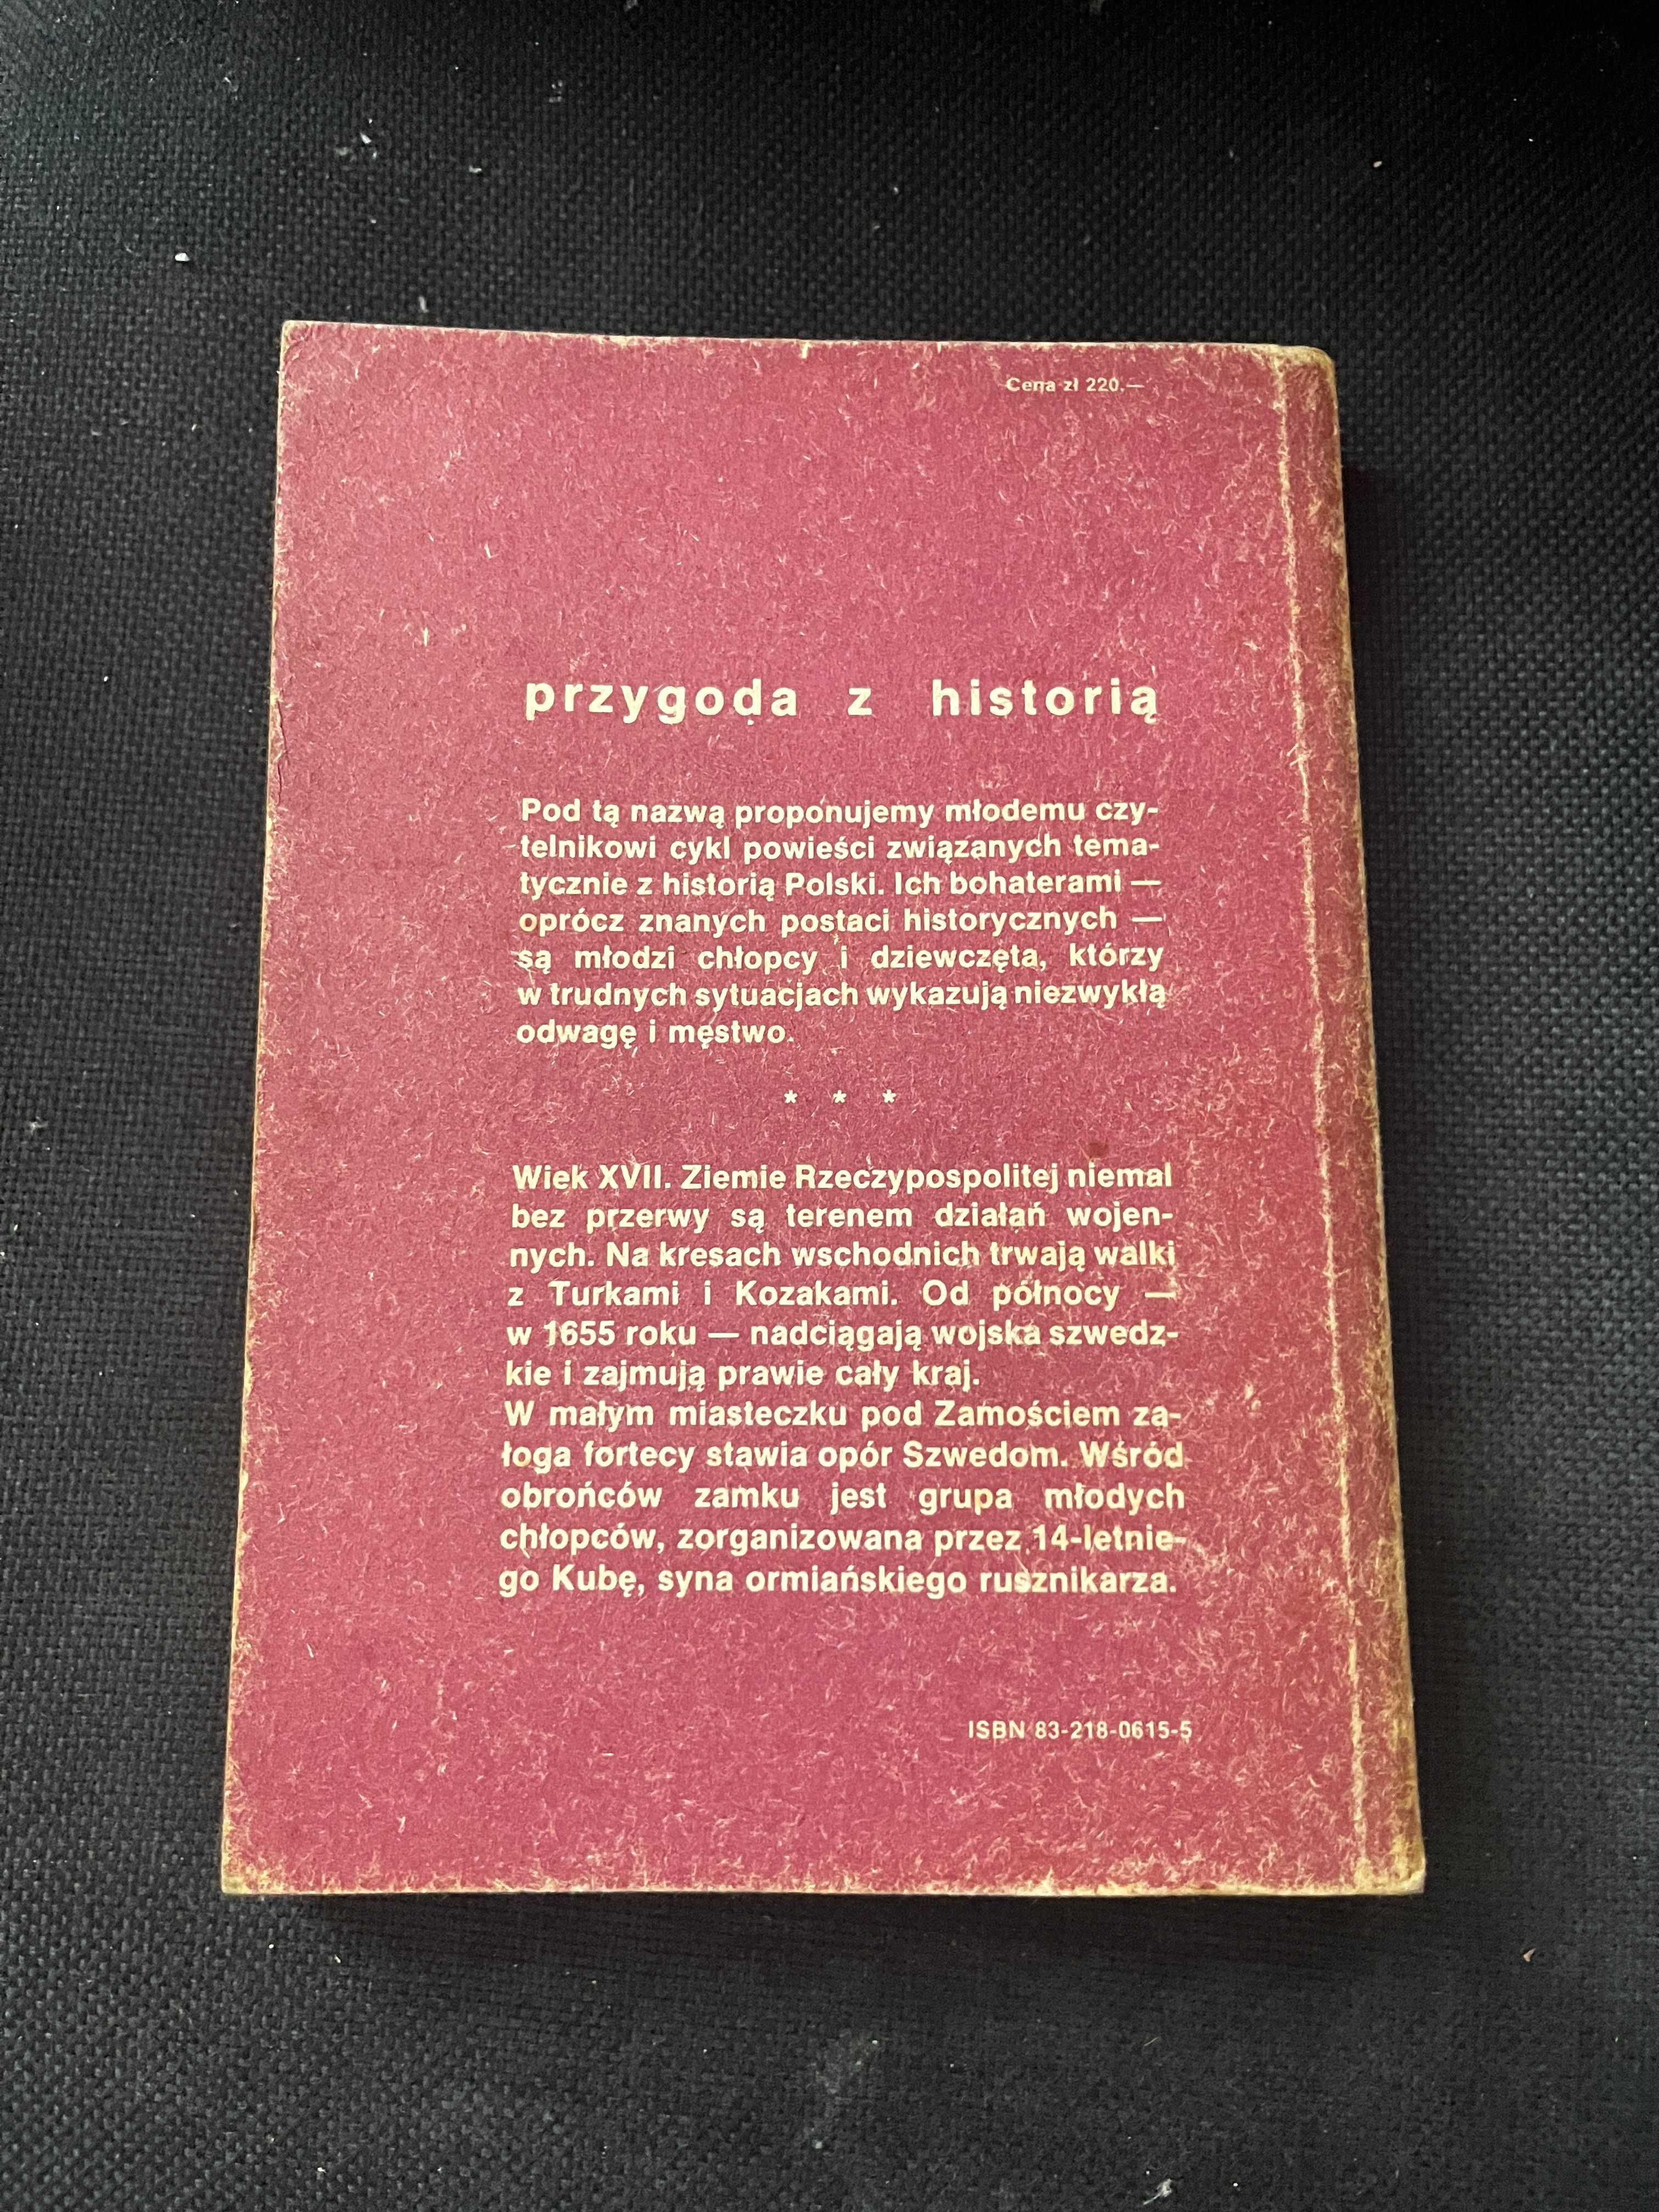 Cena zł 220.—
przygoda z historią
Pod tą nazwą proponujemy młodemu czy-
telnikowi cykl powieści związanych tema-
tycznie z historią Polski. Ich bohaterami —
oprócz znanych postaci historycznych —
są młodzi chłopcy i dziewczęta, którzy
w trudnych sytuacjach wykazują niezwykłą
odwagę i męstwo.
* * *
Wiek XVII. Ziemie Rzeczypospolitej niemal
bez przerwy są terenem działań wojen-
nych. Na kresach wschodnich trwają walki
z Turkami i Kozakami. Od północy —
w 1655 roku — nadciągają wojska szwedz-
kie i zajmują prawie cały kraj.
W małym miasteczku pod Zamościem za-
łoga fortecy stawia opór Szwedom. Wśród
obrońców zamku jest grupa młodych
chłopców, zorganizowana przez 14-letnie-
go Kubę, syna ormiańskiego rusznikarza.
ISBN 83-218-0615-5